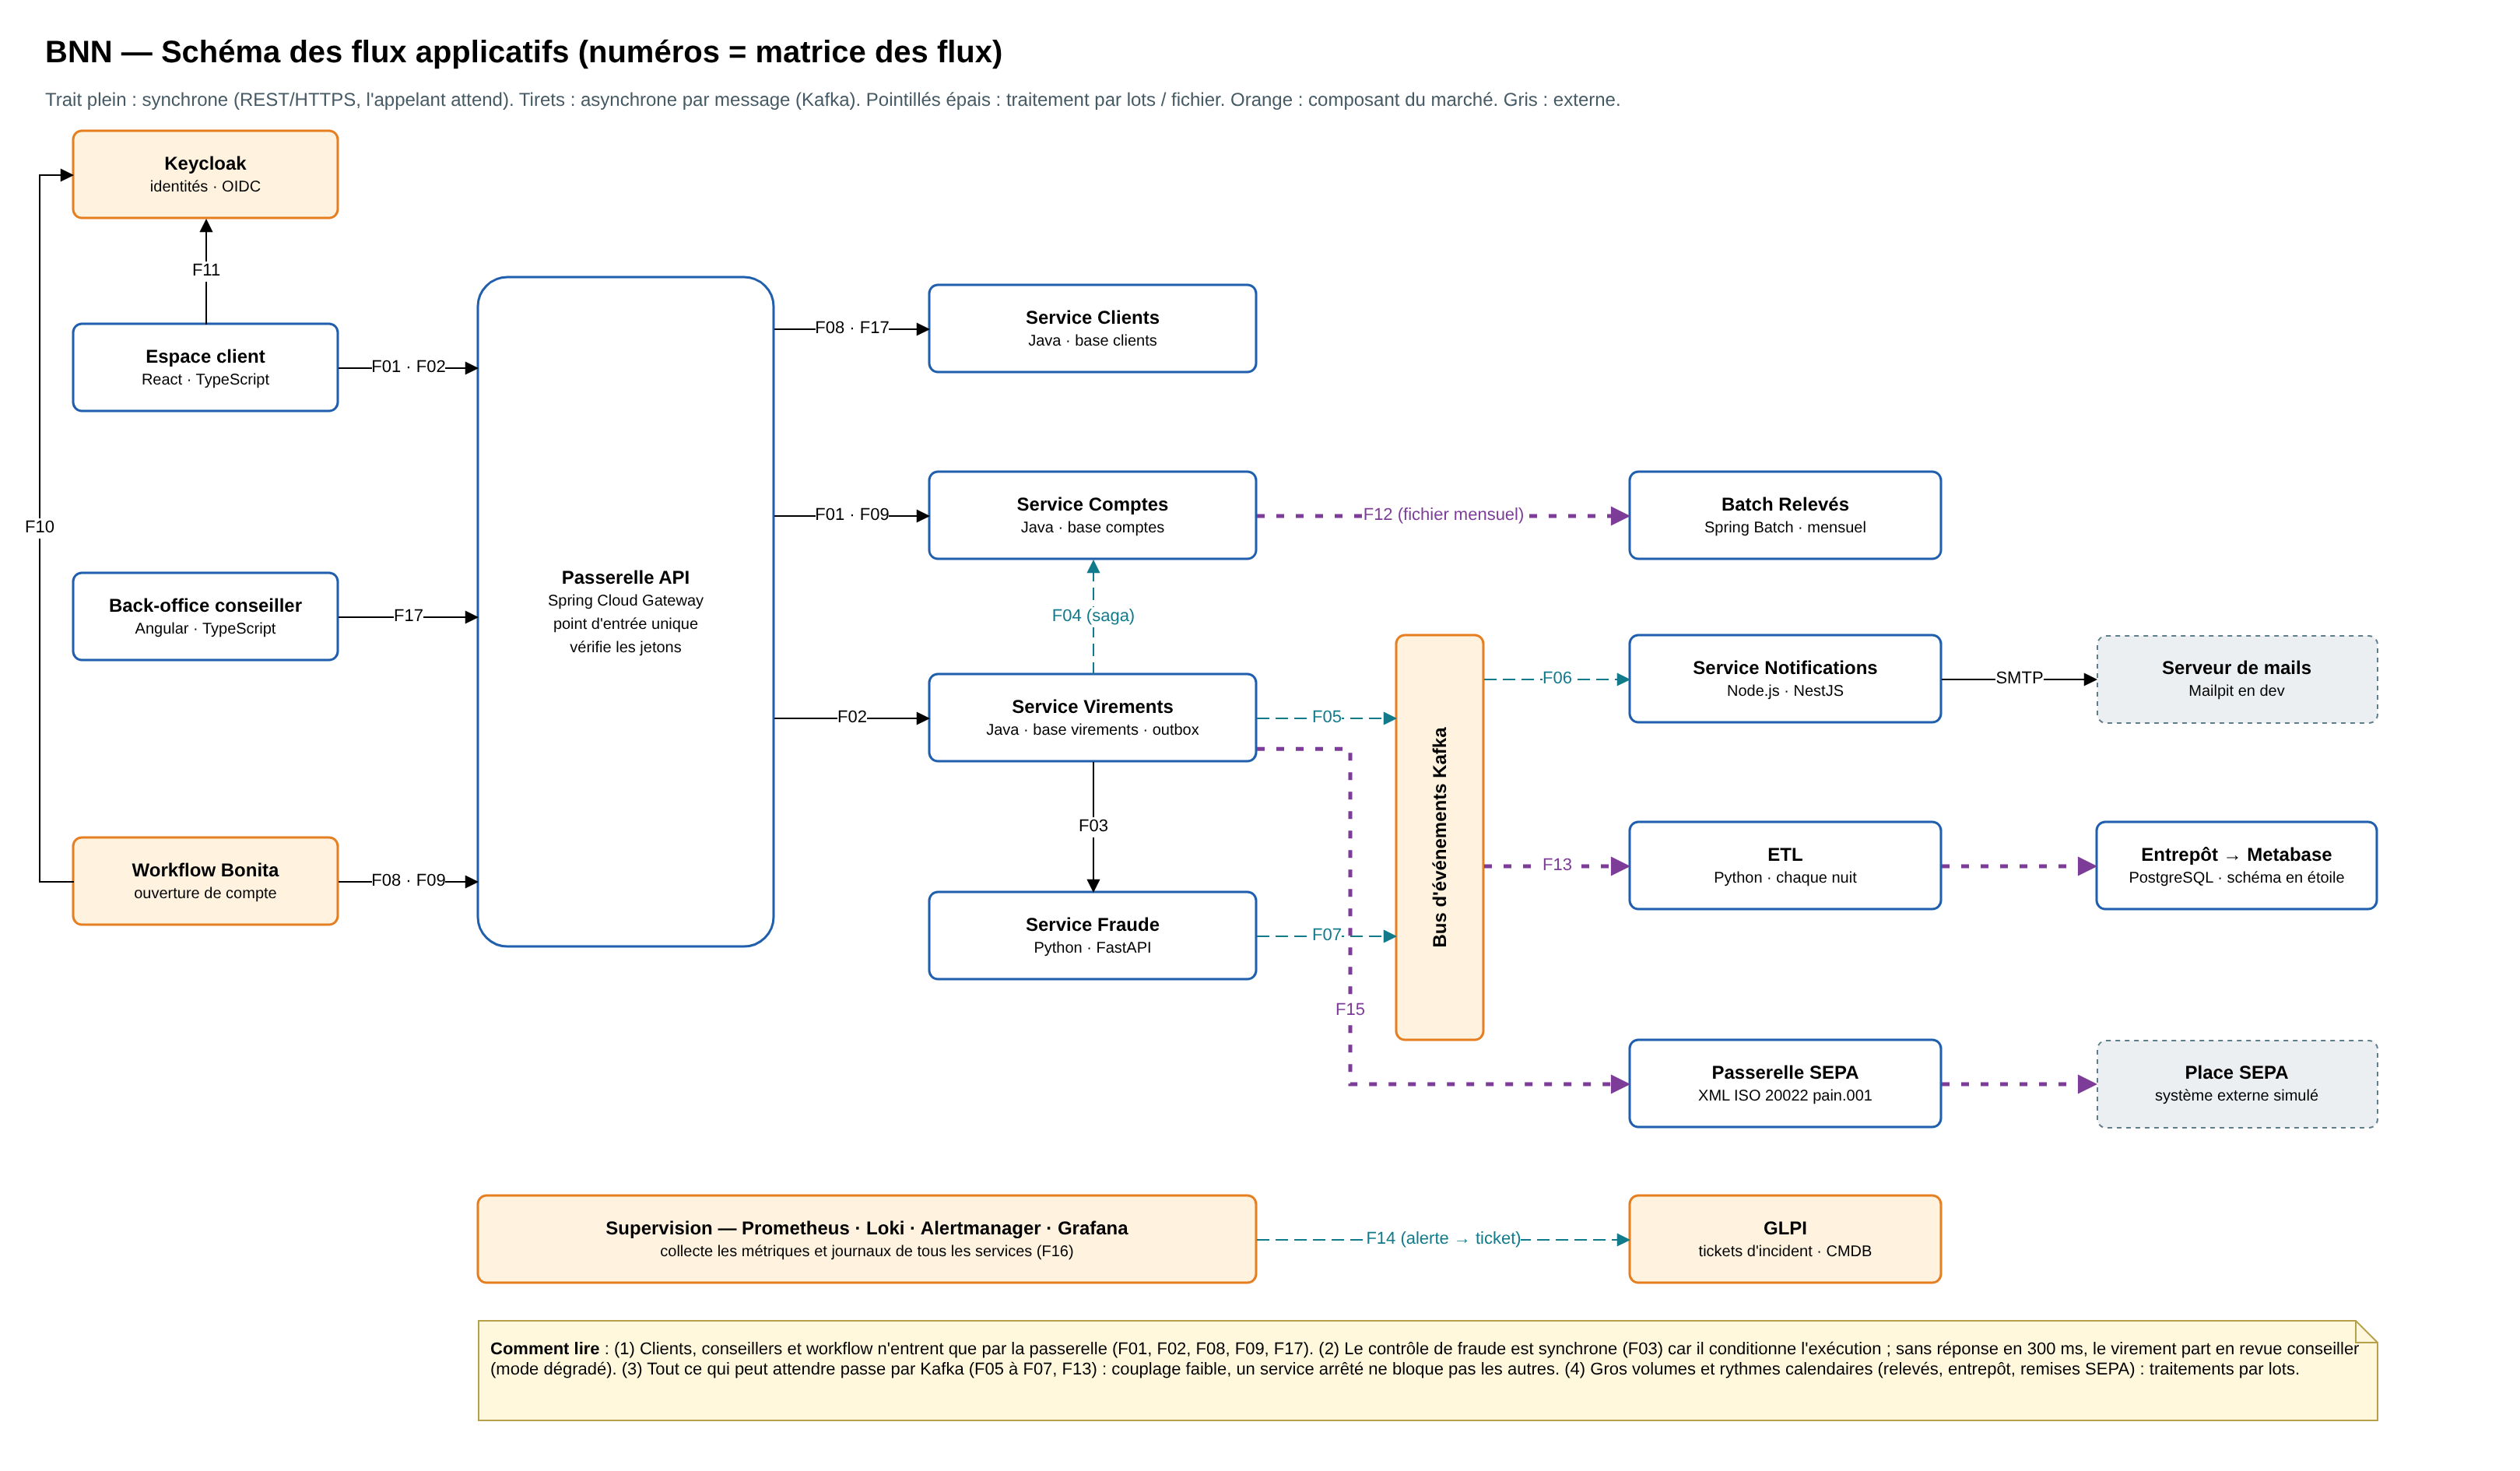 BNN — Schéma des flux applicatifs (numéros = matrice des flux)
Trait plein : synchrone (REST/HTTPS, l'appelant attend). Tirets : asynchrone par message (Kafka). Pointillés épais : traitement par lots / fichier. Orange : composant du marché. Gris : externe.
Keycloak
identités · OIDC
F11
Espace client
React · TypeScript
F01 · F02
F10
Back-office conseiller
Angular · TypeScript
F17
Workflow Bonita
ouverture de compte
F08 · F09
Passerelle API
Spring Cloud Gateway
point d'entrée unique
vérifie les jetons
F08 · F17
Service Clients
Java · base clients
F01 · F09
Service Comptes
Java · base comptes
F12 (fichier mensuel)
Batch Relevés
Spring Batch · mensuel
F04 (saga)
F02
Service Virements
Java · base virements · outbox
F05
F03
Service Fraude
Python · FastAPI
F07
F15
Bus d'événements Kafka
F06
Service Notifications
Node.js · NestJS
SMTP
Serveur de mails
Mailpit en dev
F13
ETL
Python · chaque nuit
Entrepôt → Metabase
PostgreSQL · schéma en étoile
Passerelle SEPA
XML ISO 20022 pain.001
Place SEPA
système externe simulé
Supervision — Prometheus · Loki · Alertmanager · Grafana
collecte les métriques et journaux de tous les services (F16)
F14 (alerte → ticket)
GLPI
tickets d'incident · CMDB
Comment lire : (1) Clients, conseillers et workflow n'entrent que par la passerelle (F01, F02, F08, F09, F17). (2) Le contrôle de fraude est synchrone (F03) car il conditionne l'exécution ; sans réponse en 300 ms, le virement part en revue conseiller
(mode dégradé). (3) Tout ce qui peut attendre passe par Kafka (F05 à F07, F13) : couplage faible, un service arrêté ne bloque pas les autres. (4) Gros volumes et rythmes calendaires (relevés, entrepôt, remises SEPA) : traitements par lots.